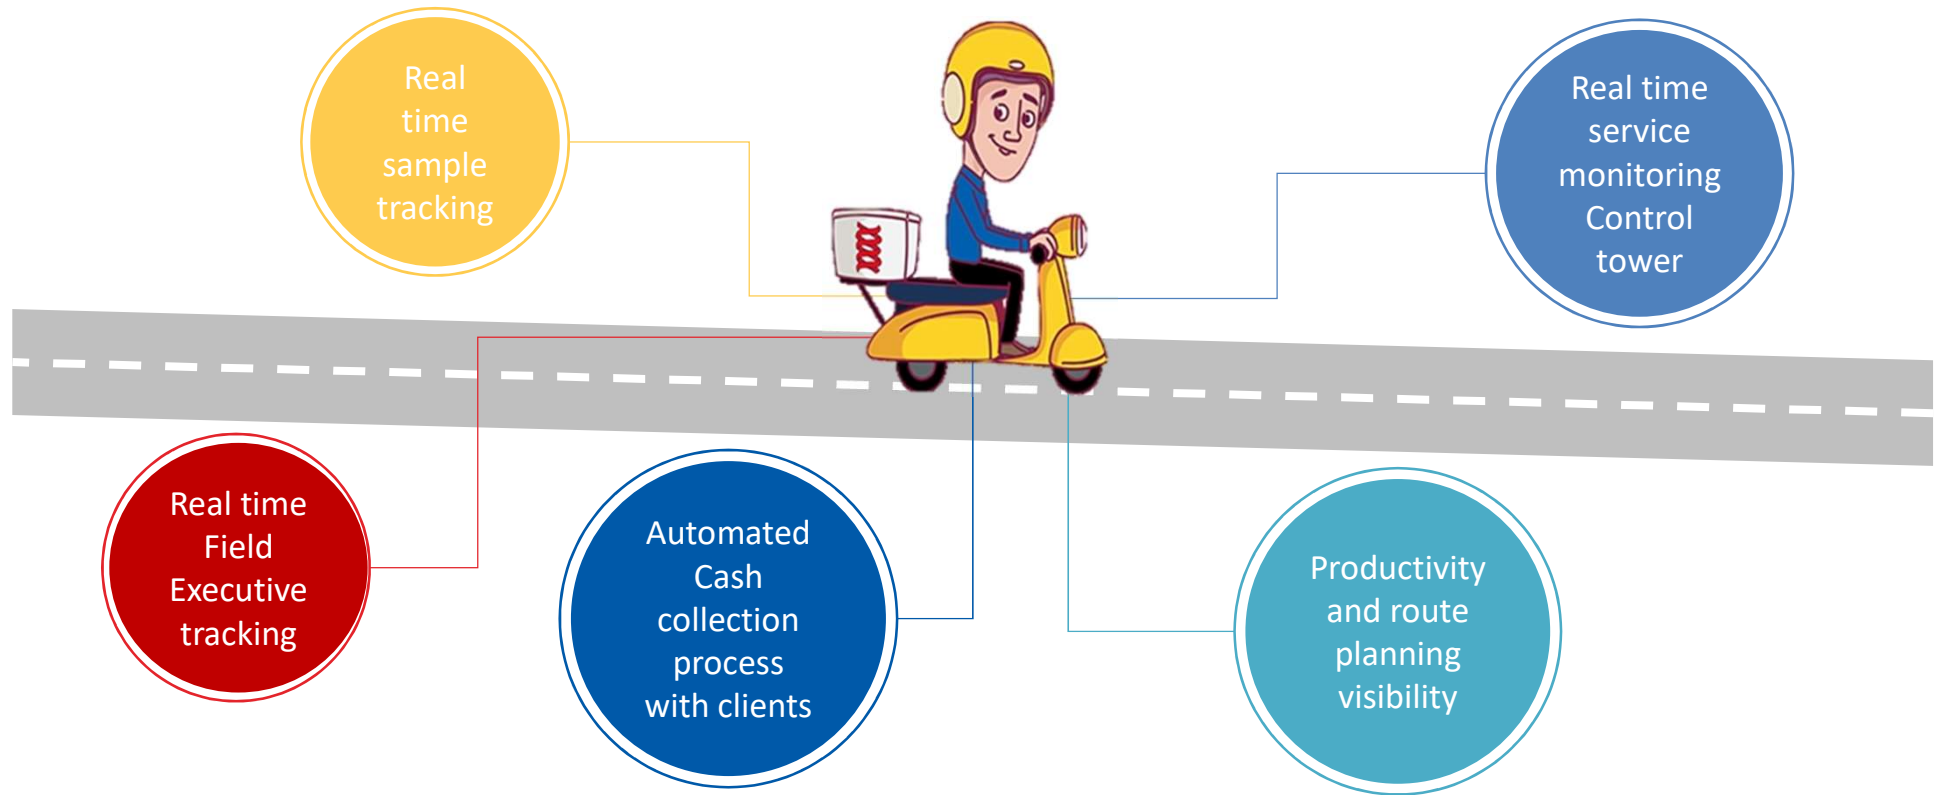 Real
time
sample
tracking
Real time
service
monitoring
Control
tower
Real time
Field
Executive
tracking
Automated
Cash
collection
process
with clients
Productivity
and route
planning
visibility